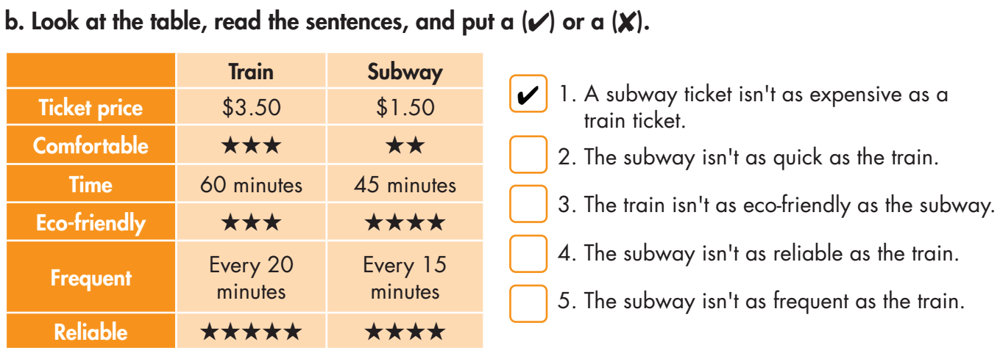 b. Look at the table, read the sentences, and put a (✔) or a (✘).
Train Subway
Ticket price $3.50 $1.50
Comfortable ★★★ ★★
Time 60 minutes 45 minutes
Eco-friendly ★★★ ★★★★
Frequent Every 20 minutes Every 15 minutes
Reliable ★★★★★ ★★★★
✔ 1. A subway ticket isn't as expensive as a
train ticket.
2. The subway isn't as quick as the train.
3. The train isn't as eco-friendly as the subway.
4. The subway isn't as reliable as the train.
5. The subway isn't as frequent as the train.